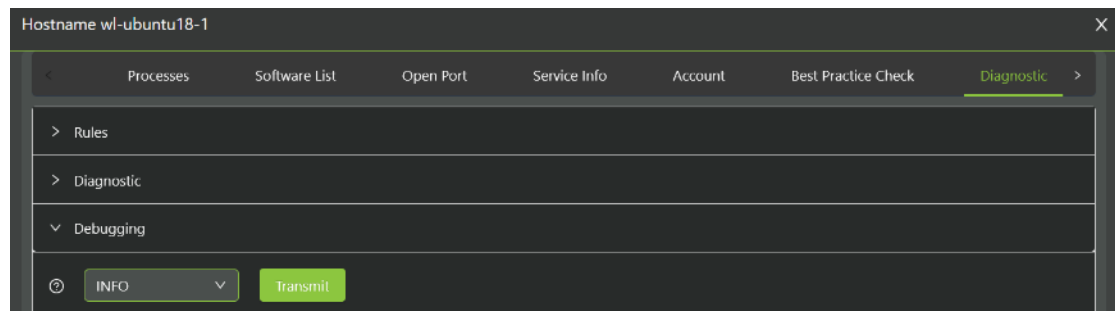 Hostname wl-ubuntu18-1 X
< Processes Software List Open Port Service Info Account Best Practice Check Diagnostic >
> Rules
> Diagnostic
Debugging
INFO Transmit